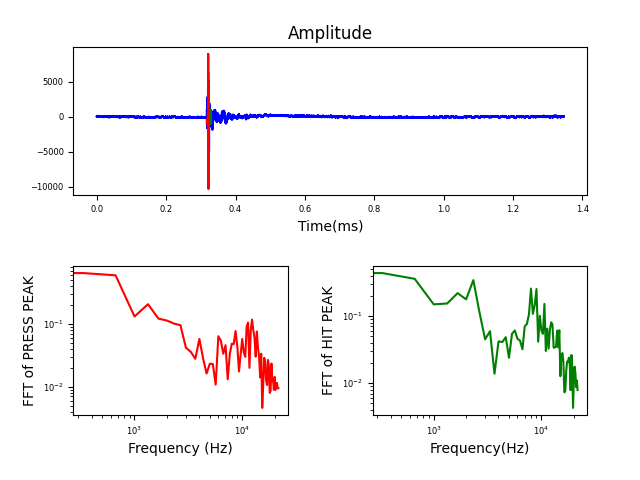 Amplitude
5000
0
−5000
−10000
0.0 0.2 0.4 0.6 0.8 1.0 1.2 1.4
Time(ms)
FFT of PRESS PEAK
10⁻¹
10⁻²
10³ 10⁴
Frequency (Hz)
FFT of HIT PEAK
10⁻¹
10⁻²
10³ 10⁴
Frequency(Hz)